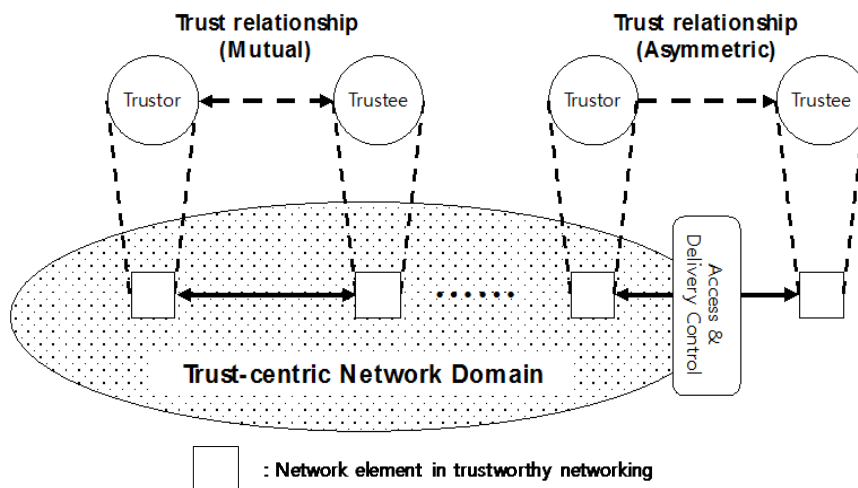 Trust relationship
(Mutual)
Trust relationship
(Asymmetric)
Trustor
Trustee
Trustor
Trustee
Access &
Delivery Control
Trust-centric Network Domain
: Network element in trustworthy networking